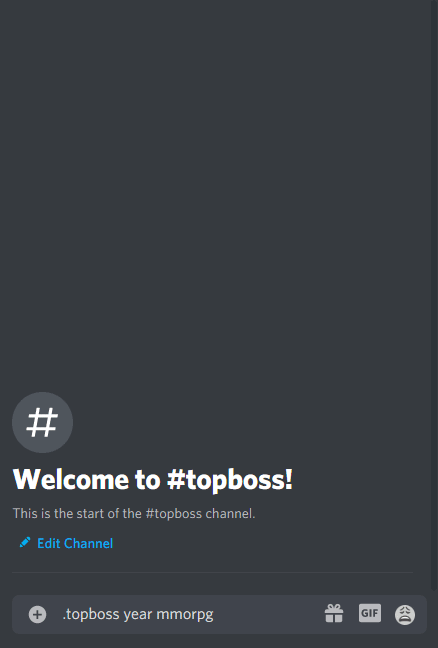 #
Welcome to #topboss!
This is the start of the #topboss channel.
Edit Channel
.topboss year mmorpg
GIF